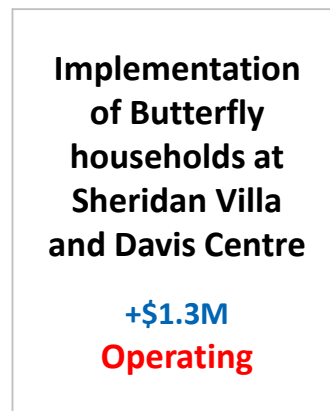 Implementation
of Butterfly
households at
Sheridan Villa
and Davis Centre
+$1.3M
Operating